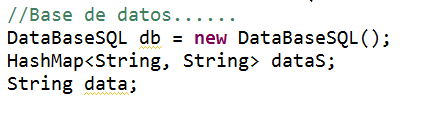 //Base de datos......
DataBaseSQL db = new DataBaseSQL();
HashMap<String, String> dataS;
String data;